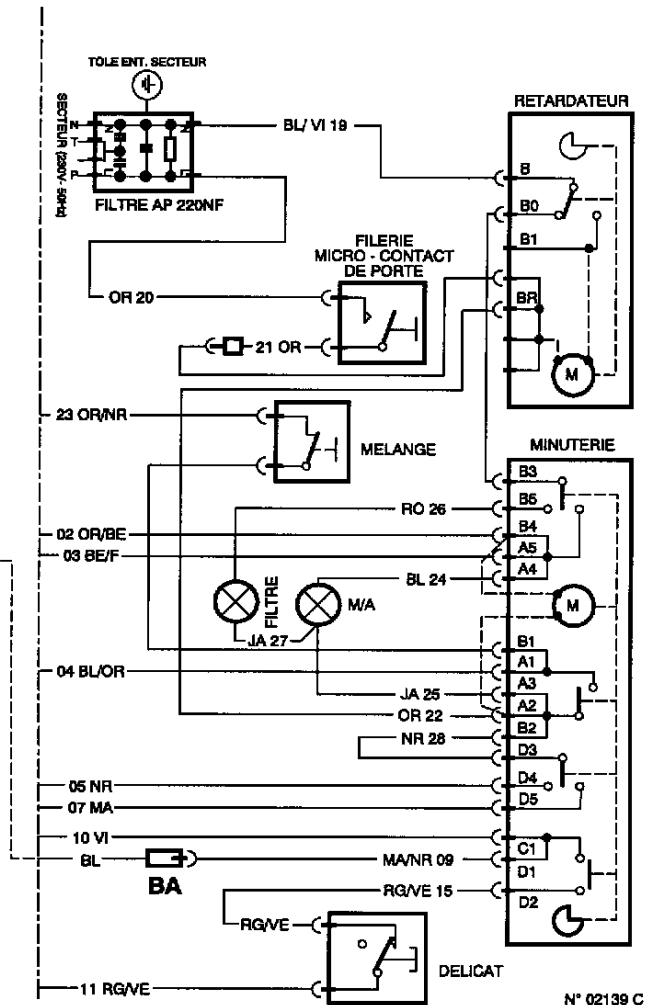 TOLE ENT. SECTEUR
SECTEUR (230V - 50Hz)
N
T
P
N
N
L
L
FILTRE AP 220NF
BL/ VI 19
RETARDATEUR
B
B0
B1
BR
M
FILERIE
MICRO - CONTACT
DE PORTE
OR 20
21 OR
23 OR/NR
MELANGE
MINUTERIE
B3
RO 26
B6
02 OR/BE
B4
03 BE/F
A5
A4
BL 24
FILTRE
M/A
M
JA 27
B1
04 BL/OR
A1
JA 25
A3
OR 22
A2
NR 28
B2
D3
05 NR
D4
07 MA
D5
10 VI
C1
BL
BA
MA/NR 09
D1
RG/VE 15
D2
RG/VE
DELICAT
11 RG/VE
N° 02139 C